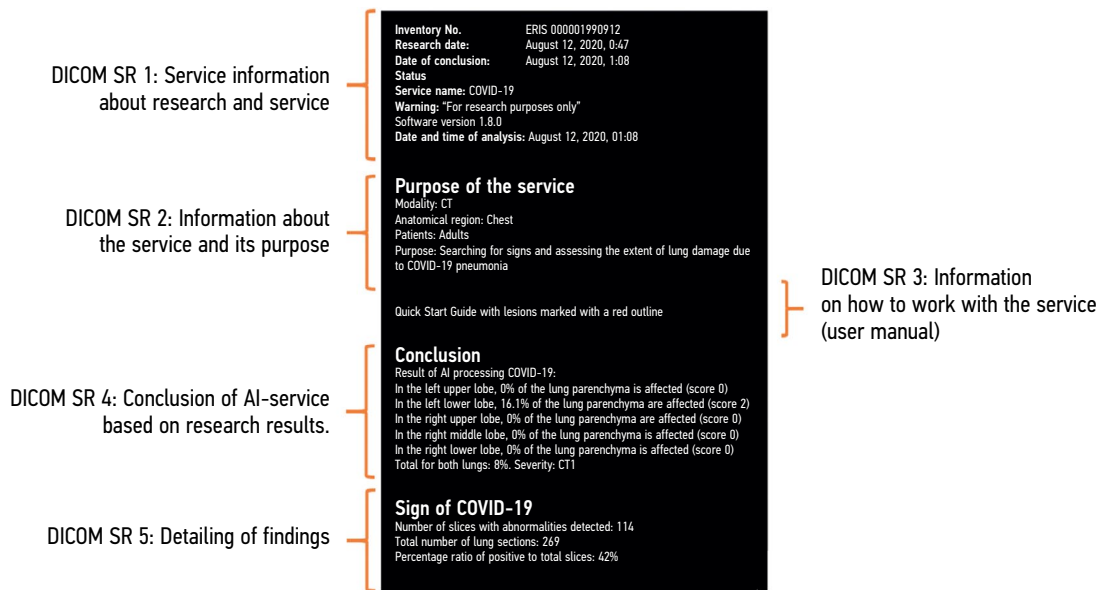 DICOM SR 1: Service information
about research and service
Inventory No. ERIS 000001990912
Research date: August 12, 2020, 0:47
Date of conclusion: August 12, 2020, 1:08
Status
Service name: COVID-19
Warning: “For research purposes only”
Software version 1.8.0
Date and time of analysis: August 12, 2020, 01:08
DICOM SR 2: Information about
the service and its purpose
Purpose of the service
Modality: CT
Anatomical region: Chest
Patients: Adults
Purpose: Searching for signs and assessing the extent of lung damage due
to COVID-19 pneumonia
DICOM SR 3: Information
on how to work with the service
(user manual)
Quick Start Guide with lesions marked with a red outline
DICOM SR 4: Conclusion of AI-service
based on research results.
Conclusion
Result of AI processing COVID-19:
In the left upper lobe, 0% of the lung parenchyma is affected (score 0)
In the left lower lobe, 16.1% of the lung parenchyma are affected (score 2)
In the right upper lobe, 0% of the lung parenchyma are affected (score 0)
In the right middle lobe, 0% of the lung parenchyma is affected (score 0)
In the right lower lobe, 0% of the lung parenchyma is affected (score 0)
Total for both lungs: 8%. Severity: CT1
DICOM SR 5: Detailing of findings
Sign of COVID-19
Number of slices with abnormalities detected: 114
Total number of lung sections: 269
Percentage ratio of positive to total slices: 42%